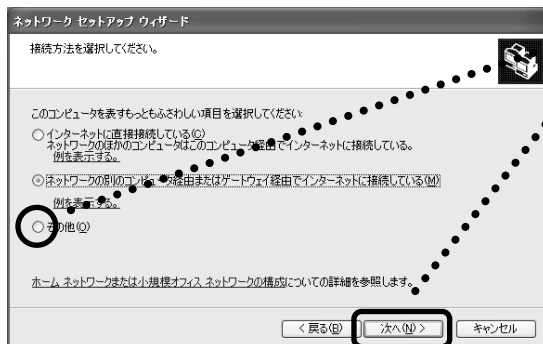 ネットワーク セットアップ ウィザード
接続方法を選択してください。
このコンピュータを表すもっともふさわしい項目を選択してください:
インターネットに直接接続している(C)
ネットワークのほかのコンピュータはこのコンピュータ経由でインターネットに接続している。
例を表示する。
ネットワークの別のコンピュータ経由またはゲートウェイ経由でインターネットに接続している(M)
例を表示する。
その他(O)
ホーム ネットワークまたは小規模オフィス ネットワークの構成についての詳細を参照します。
< 戻る(B)
次へ(N) >
キャンセル